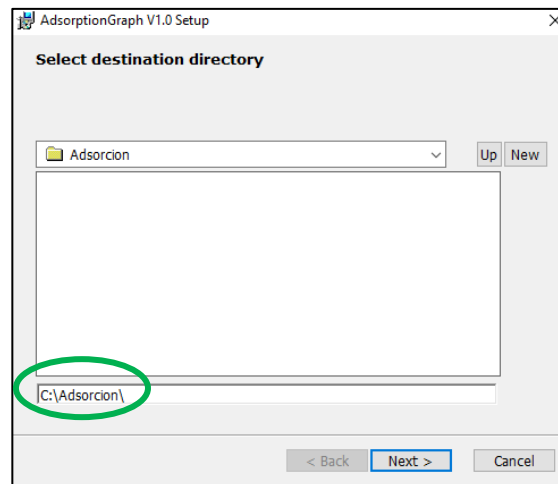 AdsorptionGraph V1.0 Setup
Select destination directory
Adsorcion
Up New
C:\Adsorcion\
< Back Next > Cancel